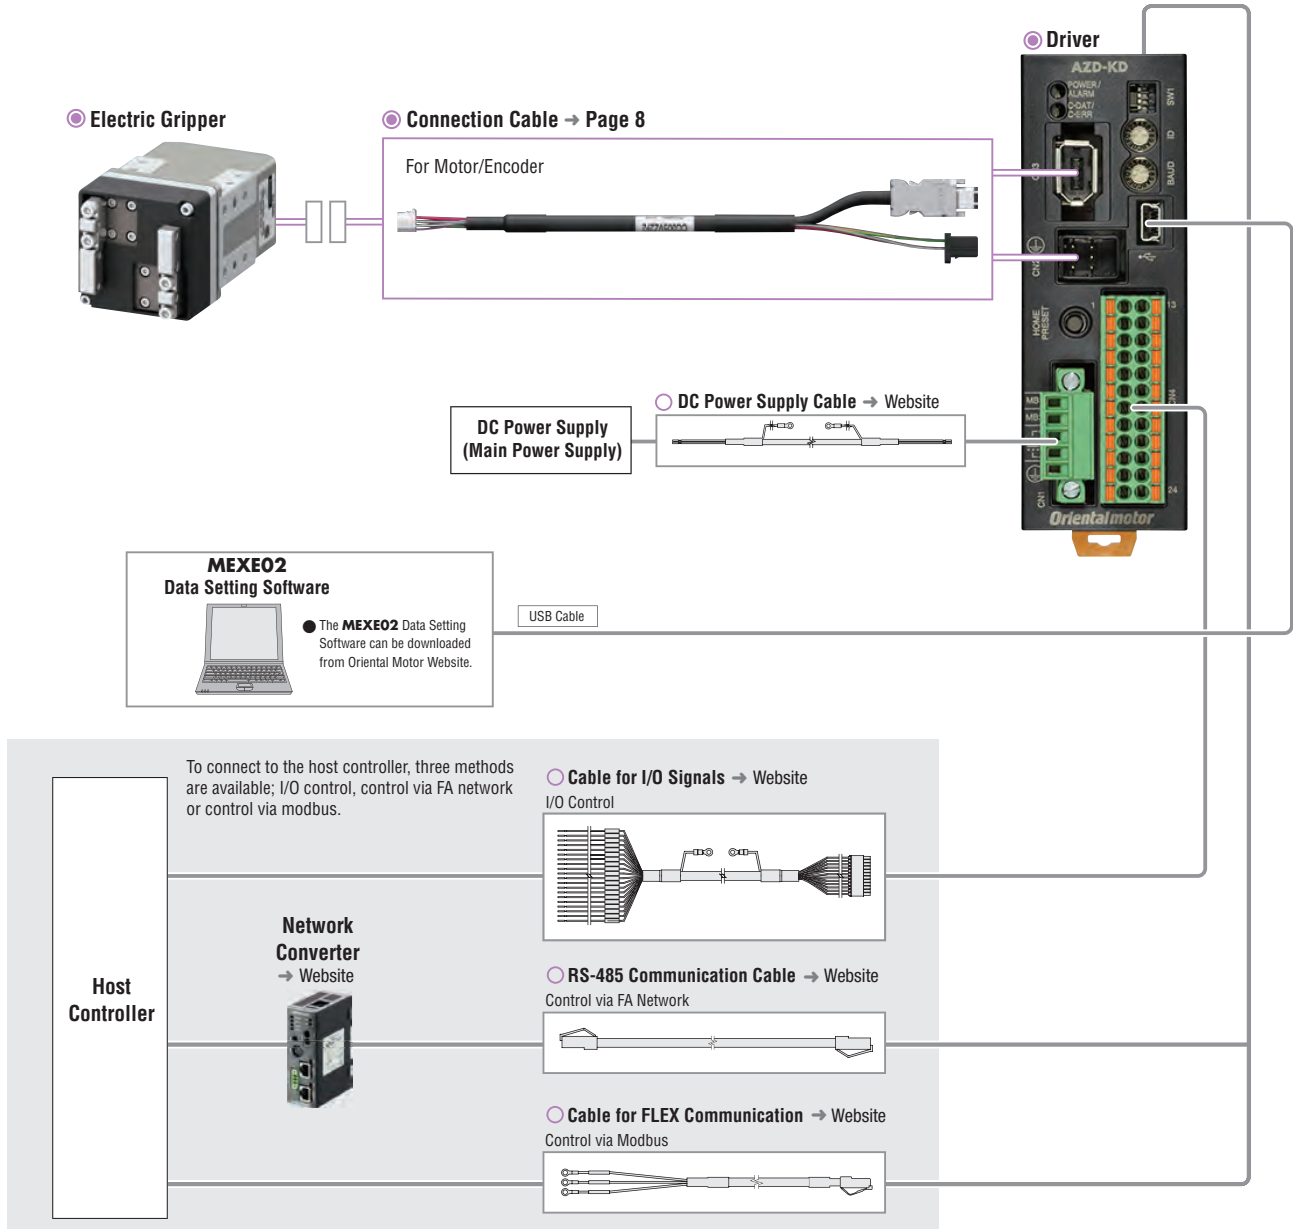 Driver
AZD-KD
POWER /
ALARM
C-DAT/
C-ERR
SW1
ID
BAUD
CN2
HOME
PRESET
1
13
CN4
MB
MB
CN1
24
Orientalmotor
Electric Gripper
Connection Cable → Page 8
For Motor/Encoder
DC Power Supply
(Main Power Supply)
DC Power Supply Cable → Website
MEXE02
Data Setting Software
The MEXE02 Data Setting
Software can be downloaded
from Oriental Motor Website.
USB Cable
To connect to the host controller, three methods
are available; I/O control, control via FA network
or control via modbus.
Host
Controller
Network
Converter
→ Website
Cable for I/O Signals → Website
I/O Control
RS-485 Communication Cable → Website
Control via FA Network
Cable for FLEX Communication → Website
Control via Modbus